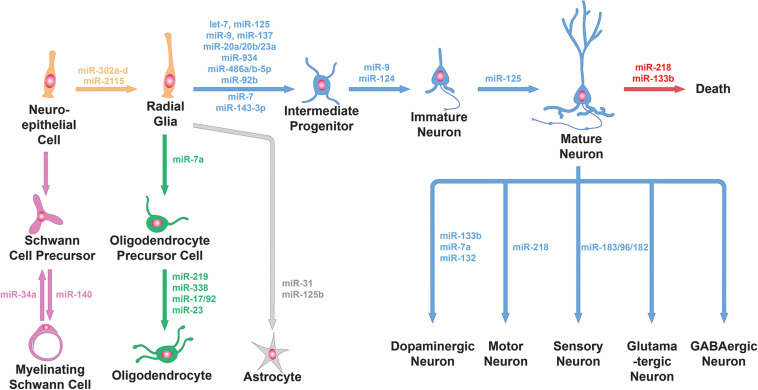 let-7, miR-125
miR-9, miR-137
miR-20a/20b/23a
miR-934
miR-486a/b-5p
miR-92b
miR-7
miR-143-3p
miR-302a-d
miR-2115
miR-9
miR-124
miR-125
miR-218
miR-133b
Neuro-
epithelial
Cell
Radial
Glia
Intermediate
Progenitor
Immature
Neuron
Mature
Neuron
Death
miR-7a
Schwann
Cell Precursor
Oligodendrocyte
Precursor Cell
miR-133b
miR-7a
miR-132
miR-218
miR-183/96/182
miR-34a
miR-140
miR-219
miR-338
miR-17/92
miR-23
miR-31
miR-125b
Myelinating
Schwann Cell
Oligodendrocyte
Astrocyte
Dopaminergic
Neuron
Motor
Neuron
Sensory
Neuron
Glutama
-tergic
Neuron
GABAergic
Neuron